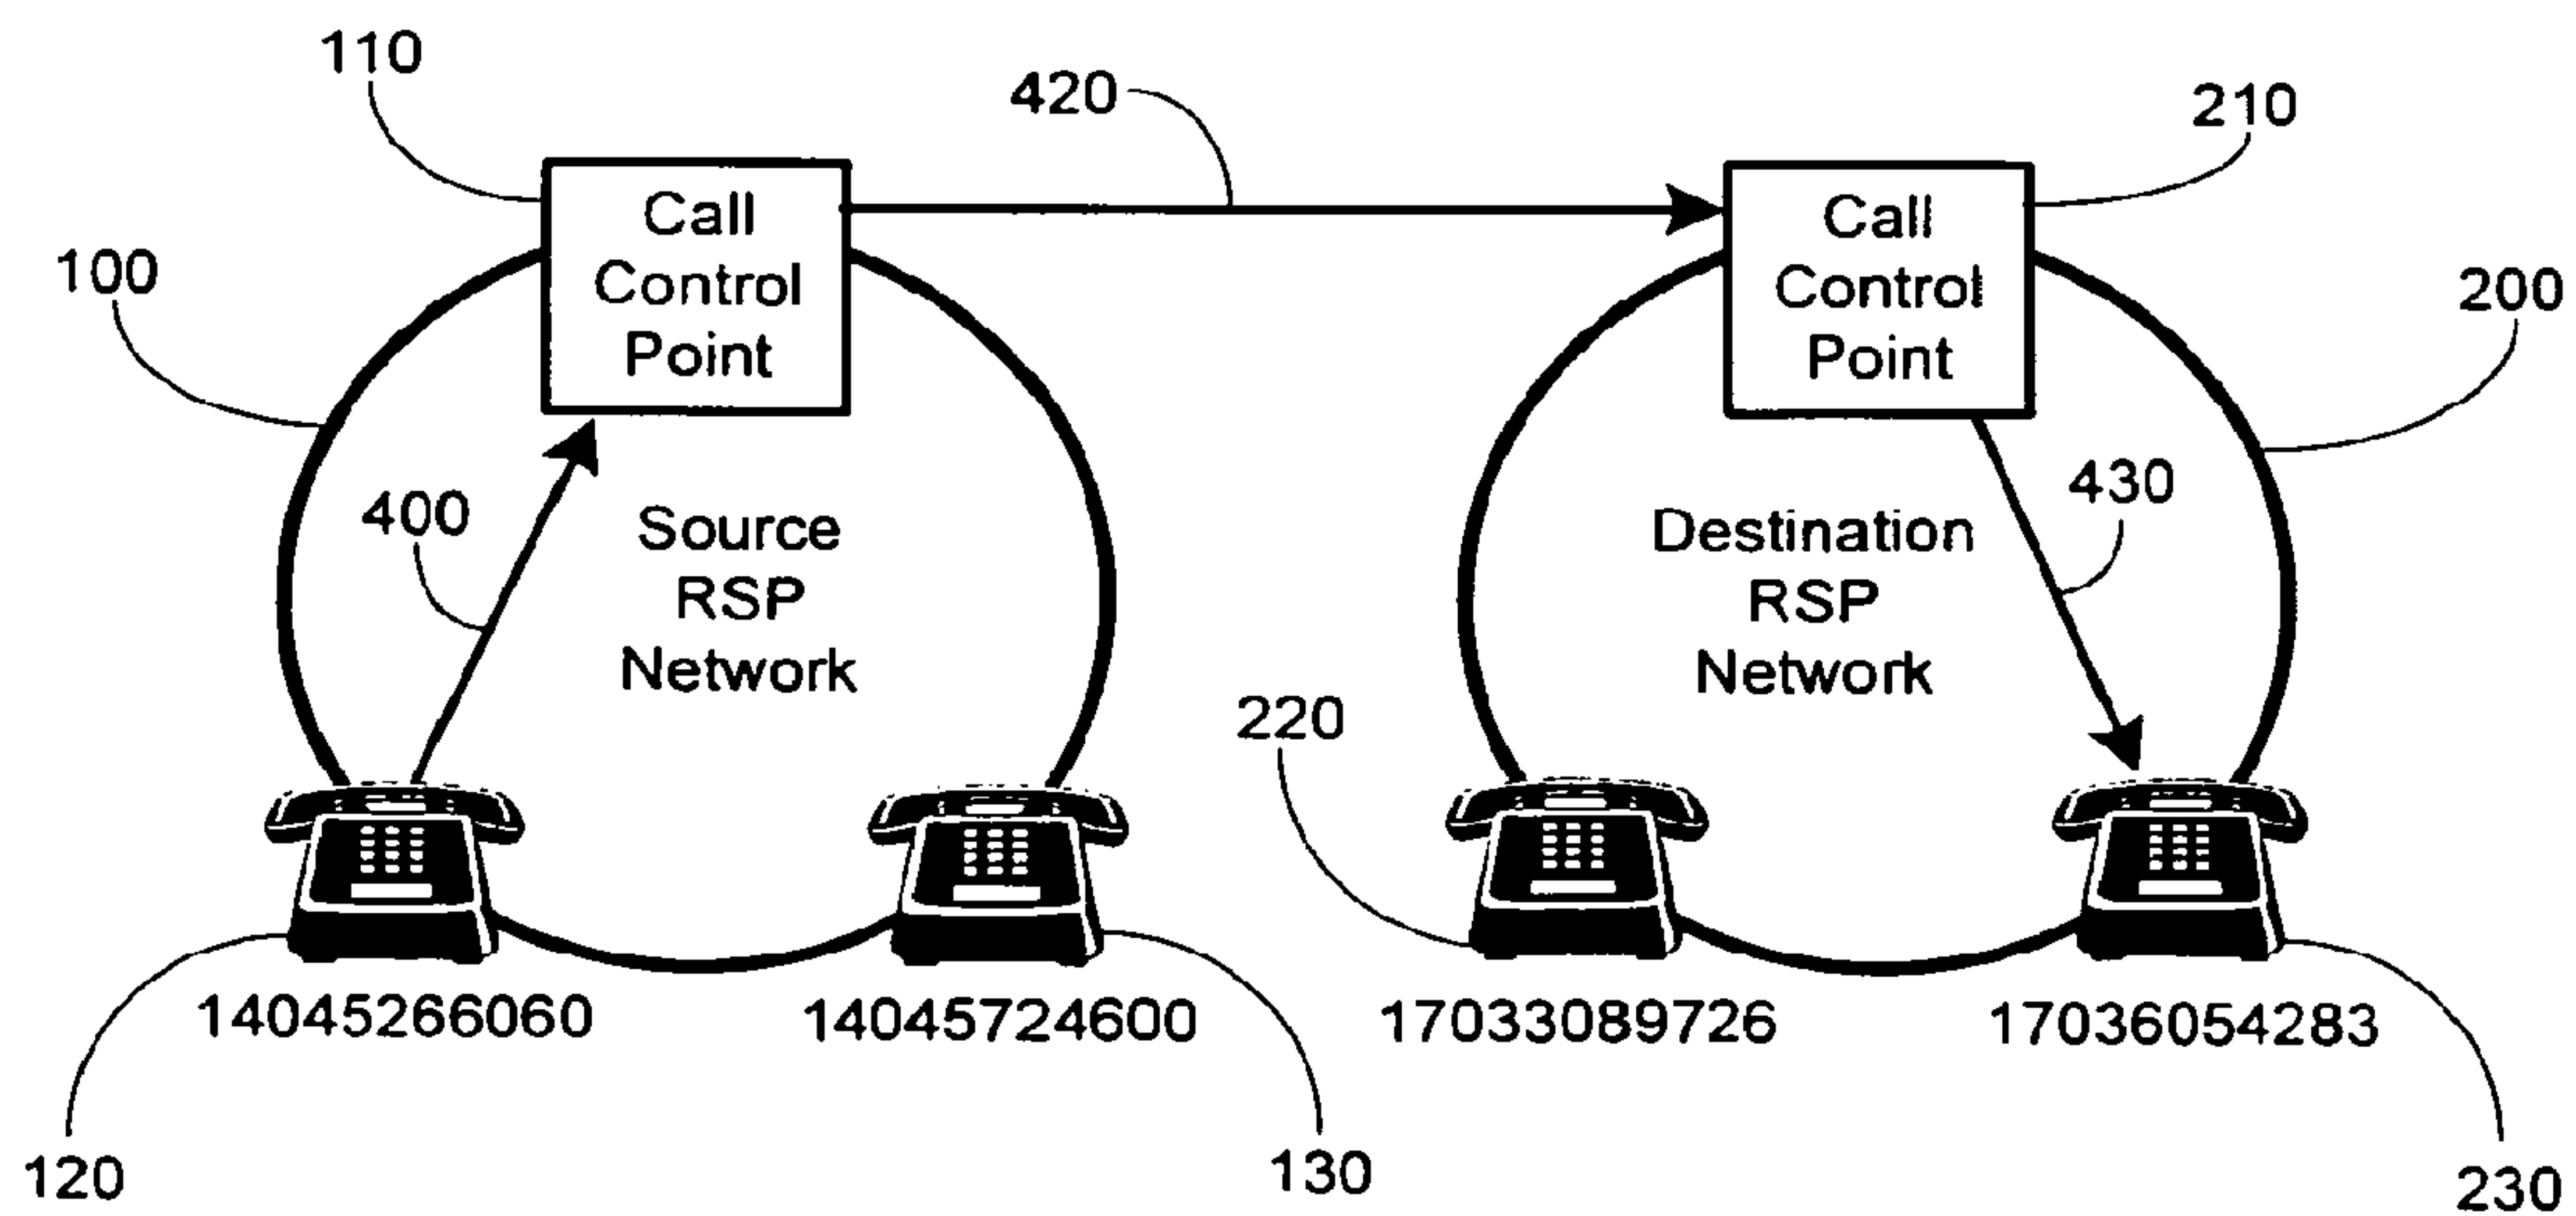 110
420
210
Call
Control
Point
Call
Control
Point
100
200
400
430
Source
RSP
Network
Destination
RSP
Network
220
14045266060
14045724600
17033089726
17036054283
120
130
230